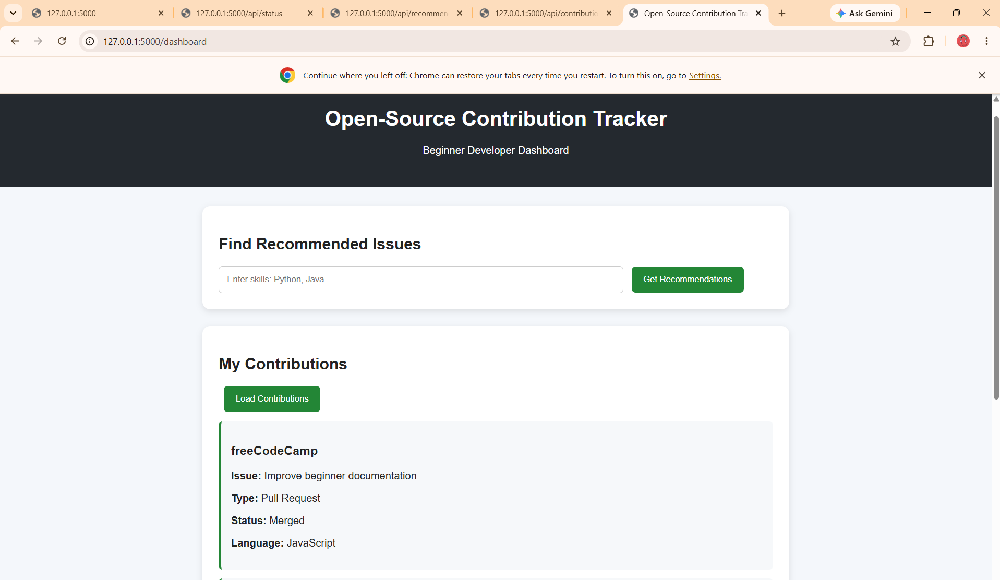 127.0.0.1:5000
127.0.0.1:5000/api/status
127.0.0.1:5000/api/recommen
127.0.0.1:5000/api/contributic
Open-Source Contribution Tra
Ask Gemini
127.0.0.1:5000/dashboard
Continue where you left off: Chrome can restore your tabs every time you restart. To turn this on, go to Settings.
Open-Source Contribution Tracker
Beginner Developer Dashboard
Find Recommended Issues
Enter skills: Python, Java
Get Recommendations
My Contributions
Load Contributions
freeCodeCamp
Issue: Improve beginner documentation
Type: Pull Request
Status: Merged
Language: JavaScript